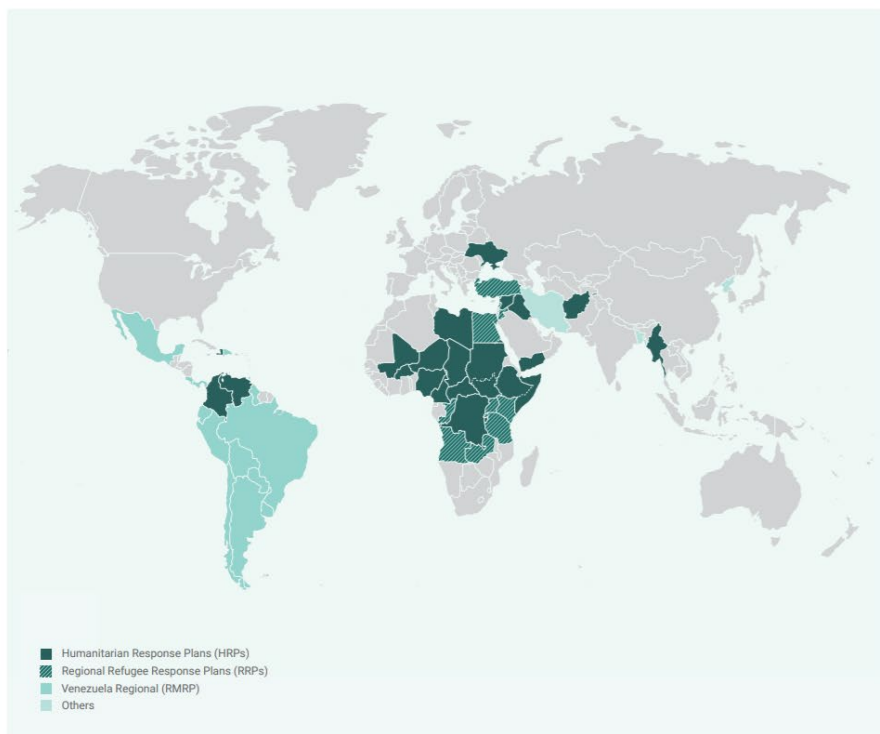 Humanitarian Response Plans (HRPs)
Regional Refugee Response Plans (RRPs)
Venezuela Regional (RMRP)
Others